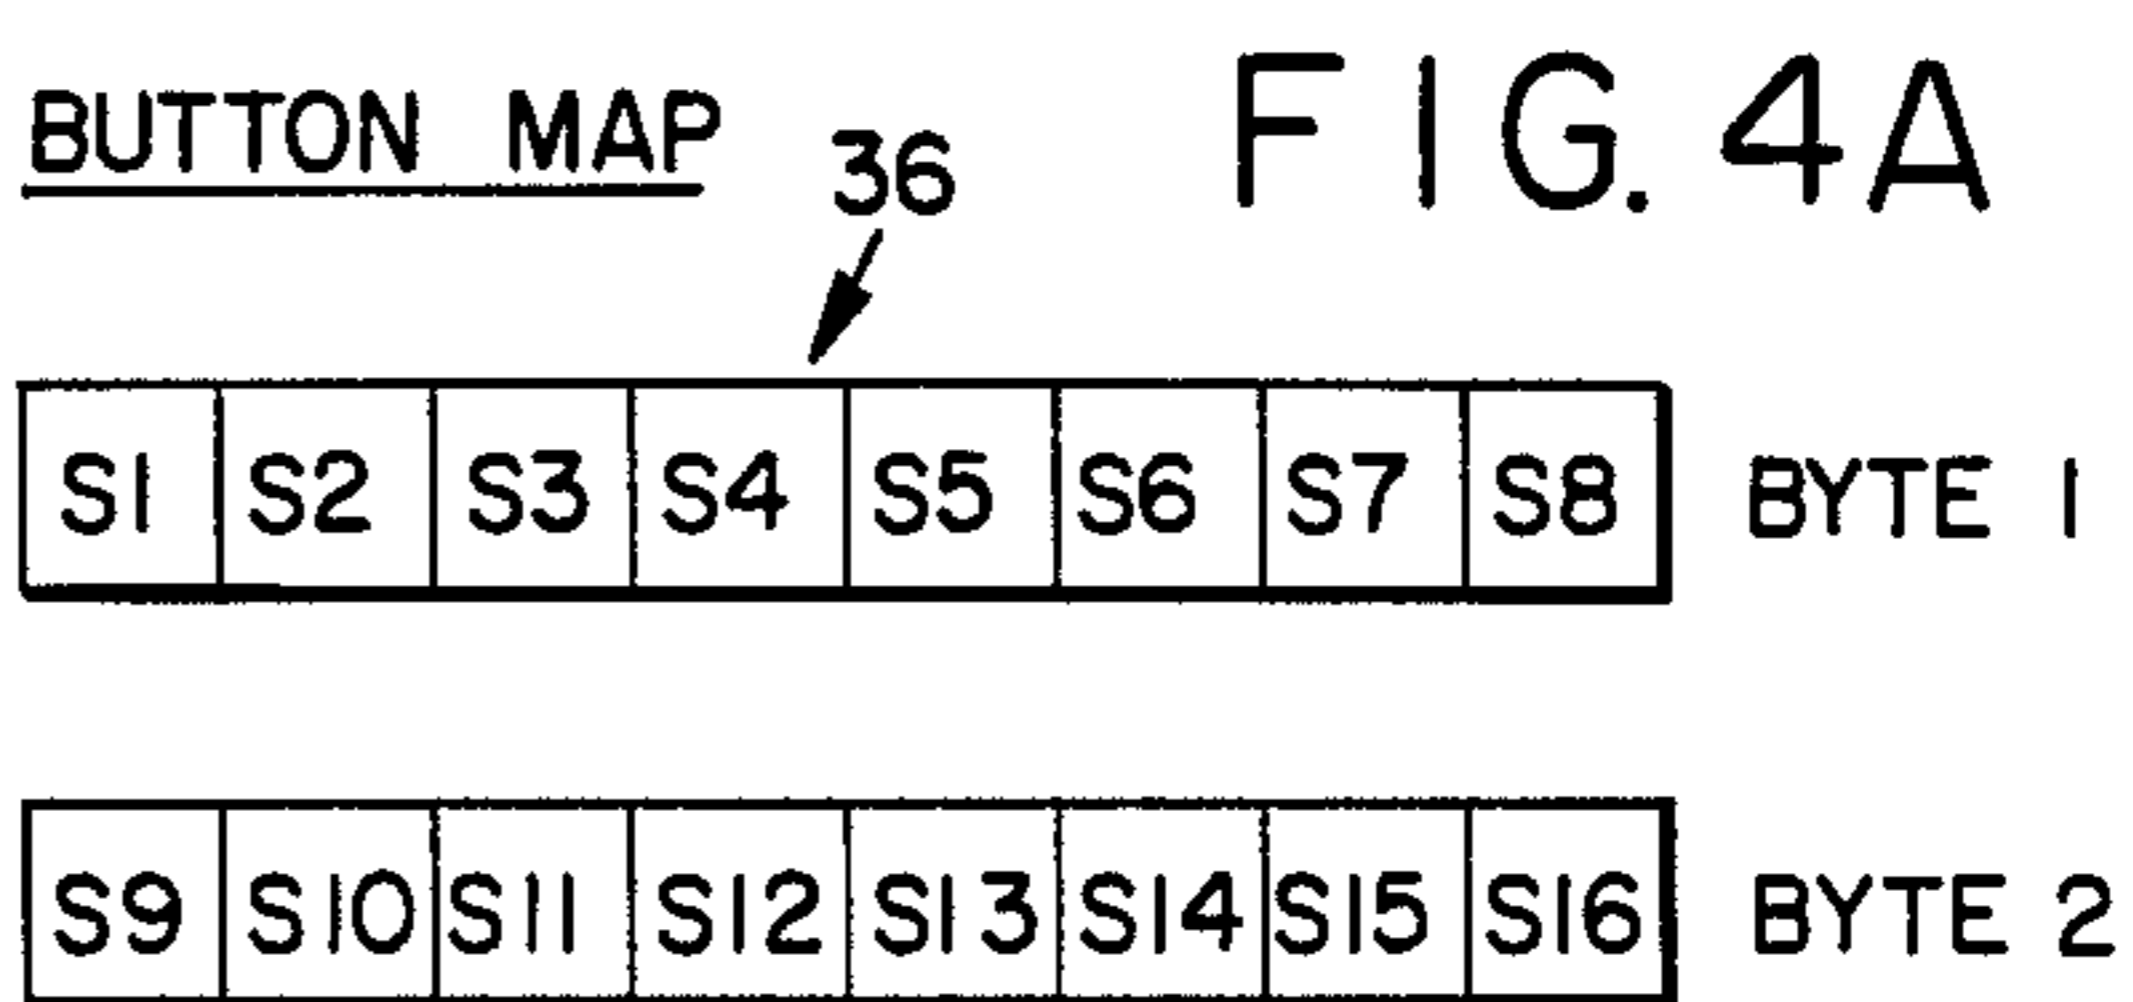 BUTTON MAP
36
FIG. 4A
S1 S2 S3 S4 S5 S6 S7 S8 BYTE 1
S9 S10 S11 S12 S13 S14 S15 S16 BYTE 2